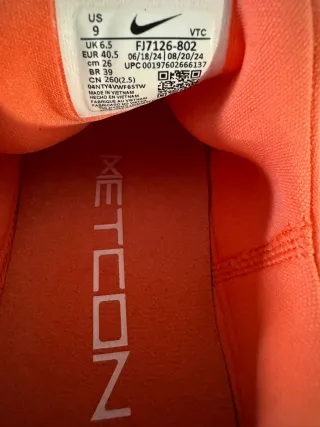 US
9
VTC
UK 6.5
EUR 40.5
cm 26
BR 39
CN 260(2.5)
FJ7126-802
06/18/24 08/20/24
UPC 00197602666137
04NTY4VWF65TW
MADE IN VIETNAM
HECHO EN VIETNAM
FABRIQUÉ AU VIETNAM
METCON